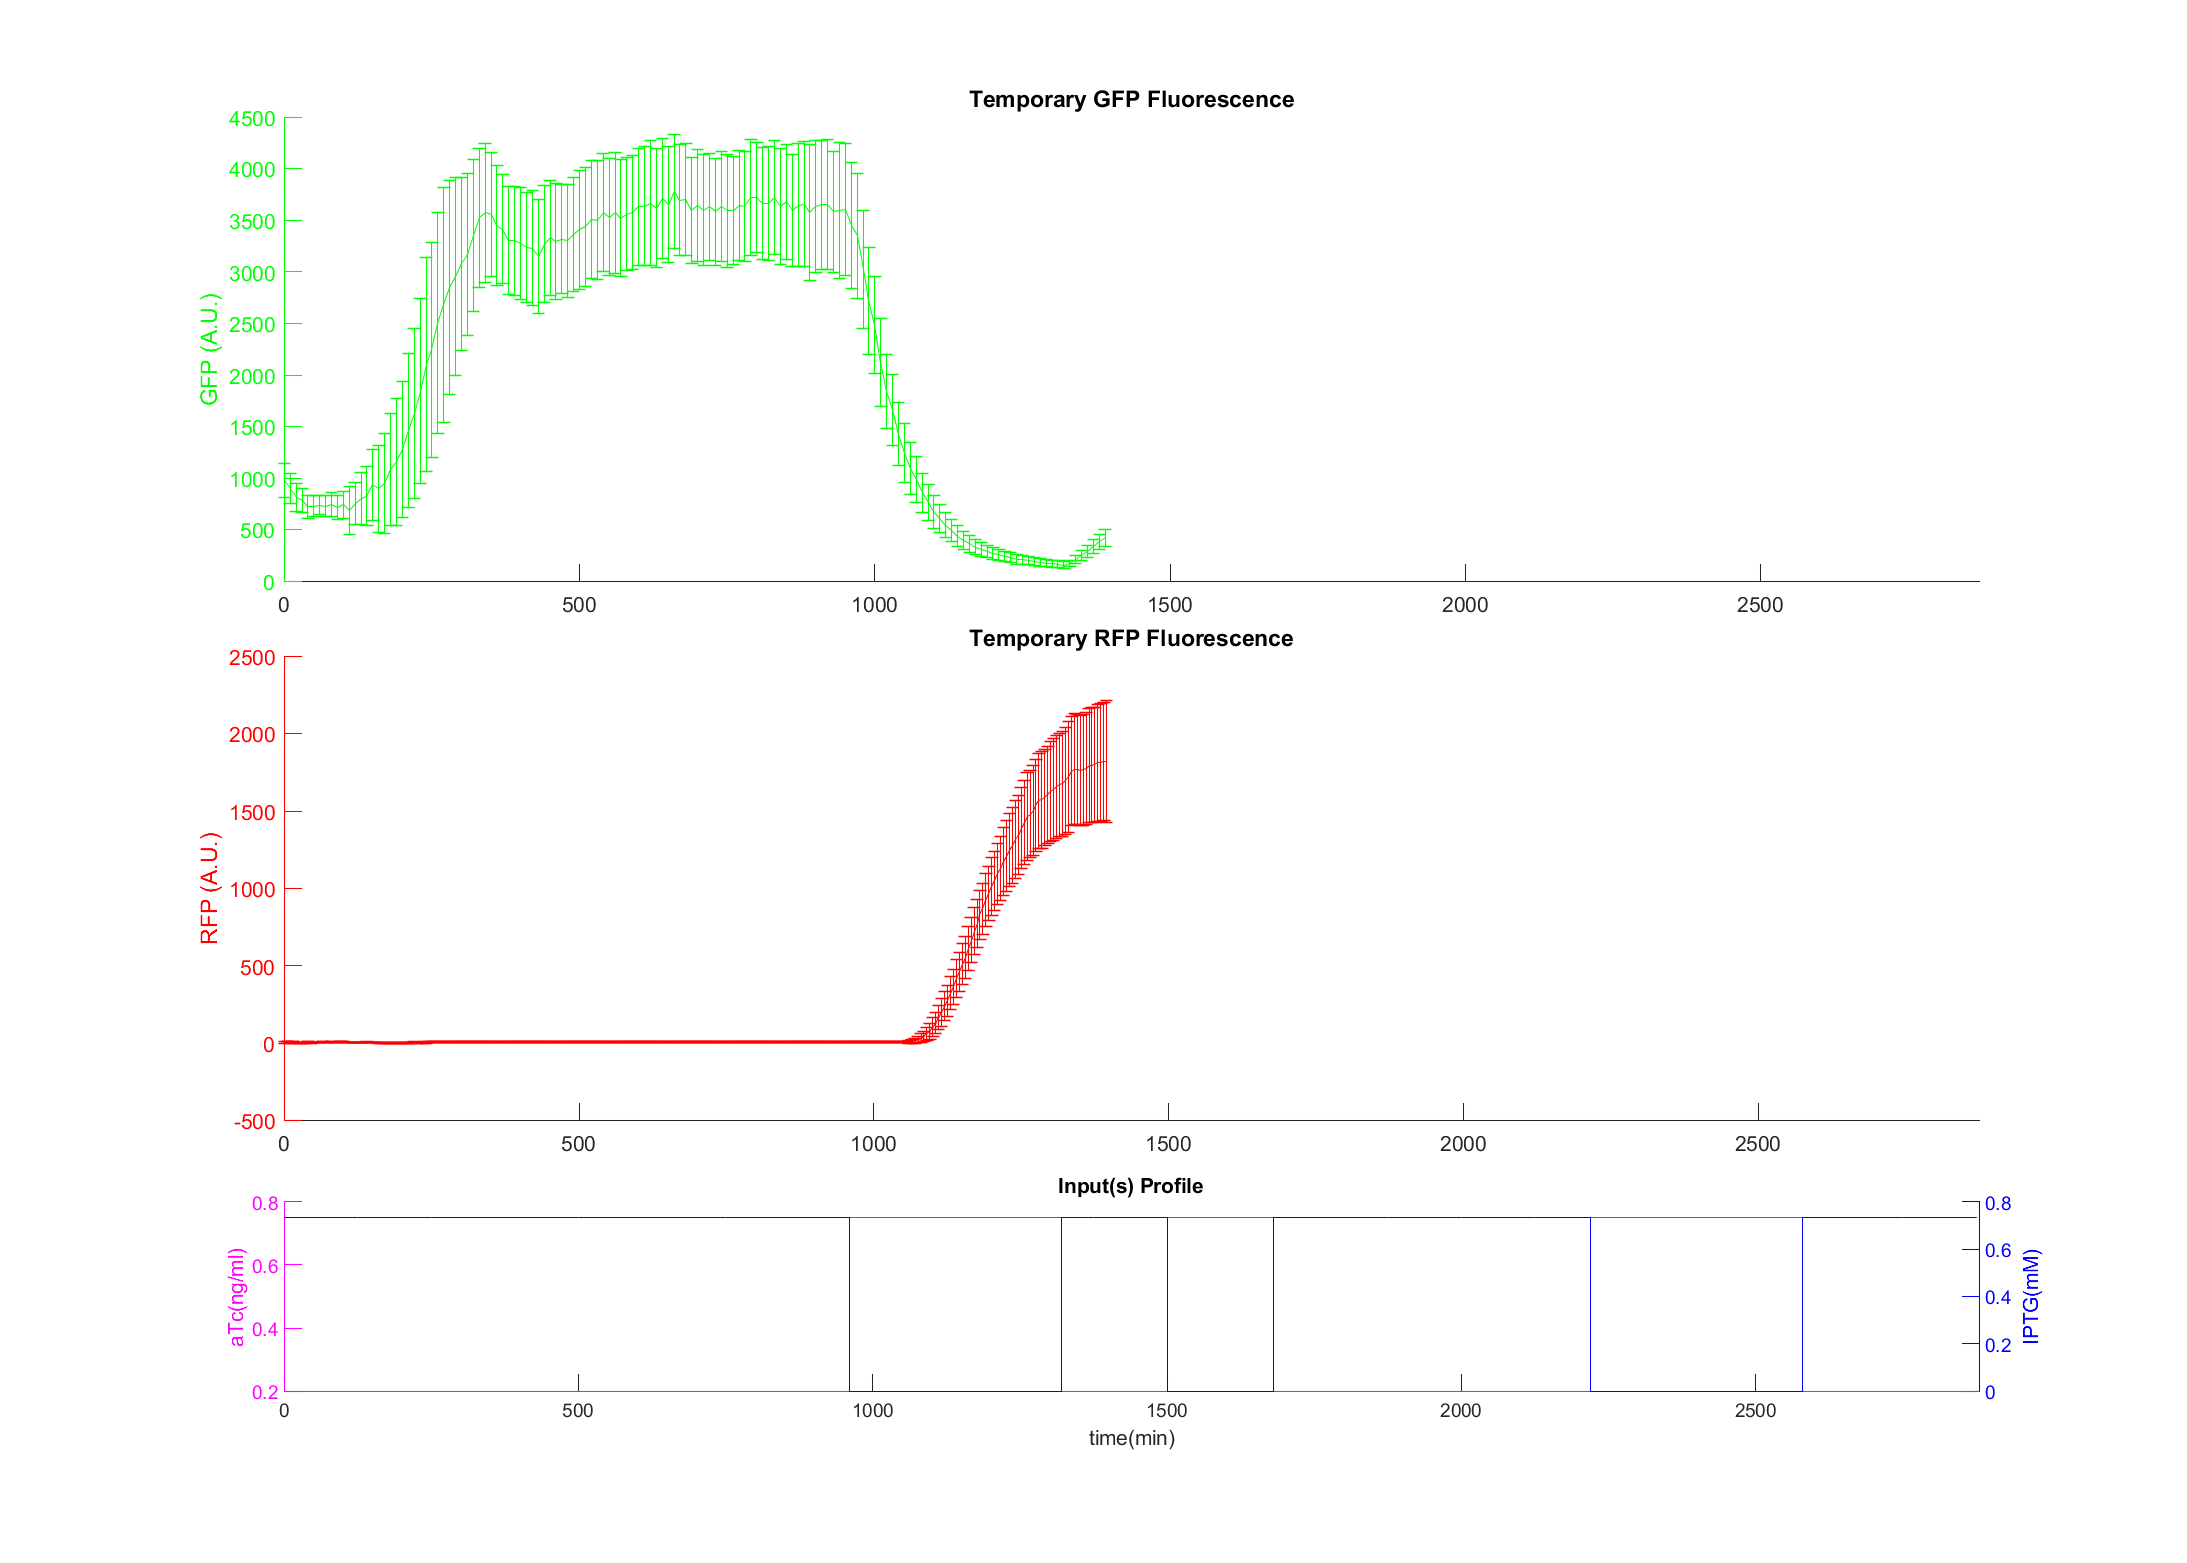 Temporary GFP Fluorescence
4500
4000
3500
3000
2500
2000
1500
1000
500
0
GFP (A.U.)
0 500 1000 1500 2000 2500
Temporary RFP Fluorescence
2500
2000
1500
1000
500
0
-500
RFP (A.U.)
0 500 1000 1500 2000 2500
Input(s) Profile
0.8
0.6
0.4
0.2
aTc(ng/ml)
0.8
0.6
0.4
0.2
0
IPTG(mM)
0 500 1000 1500 2000 2500
time(min)